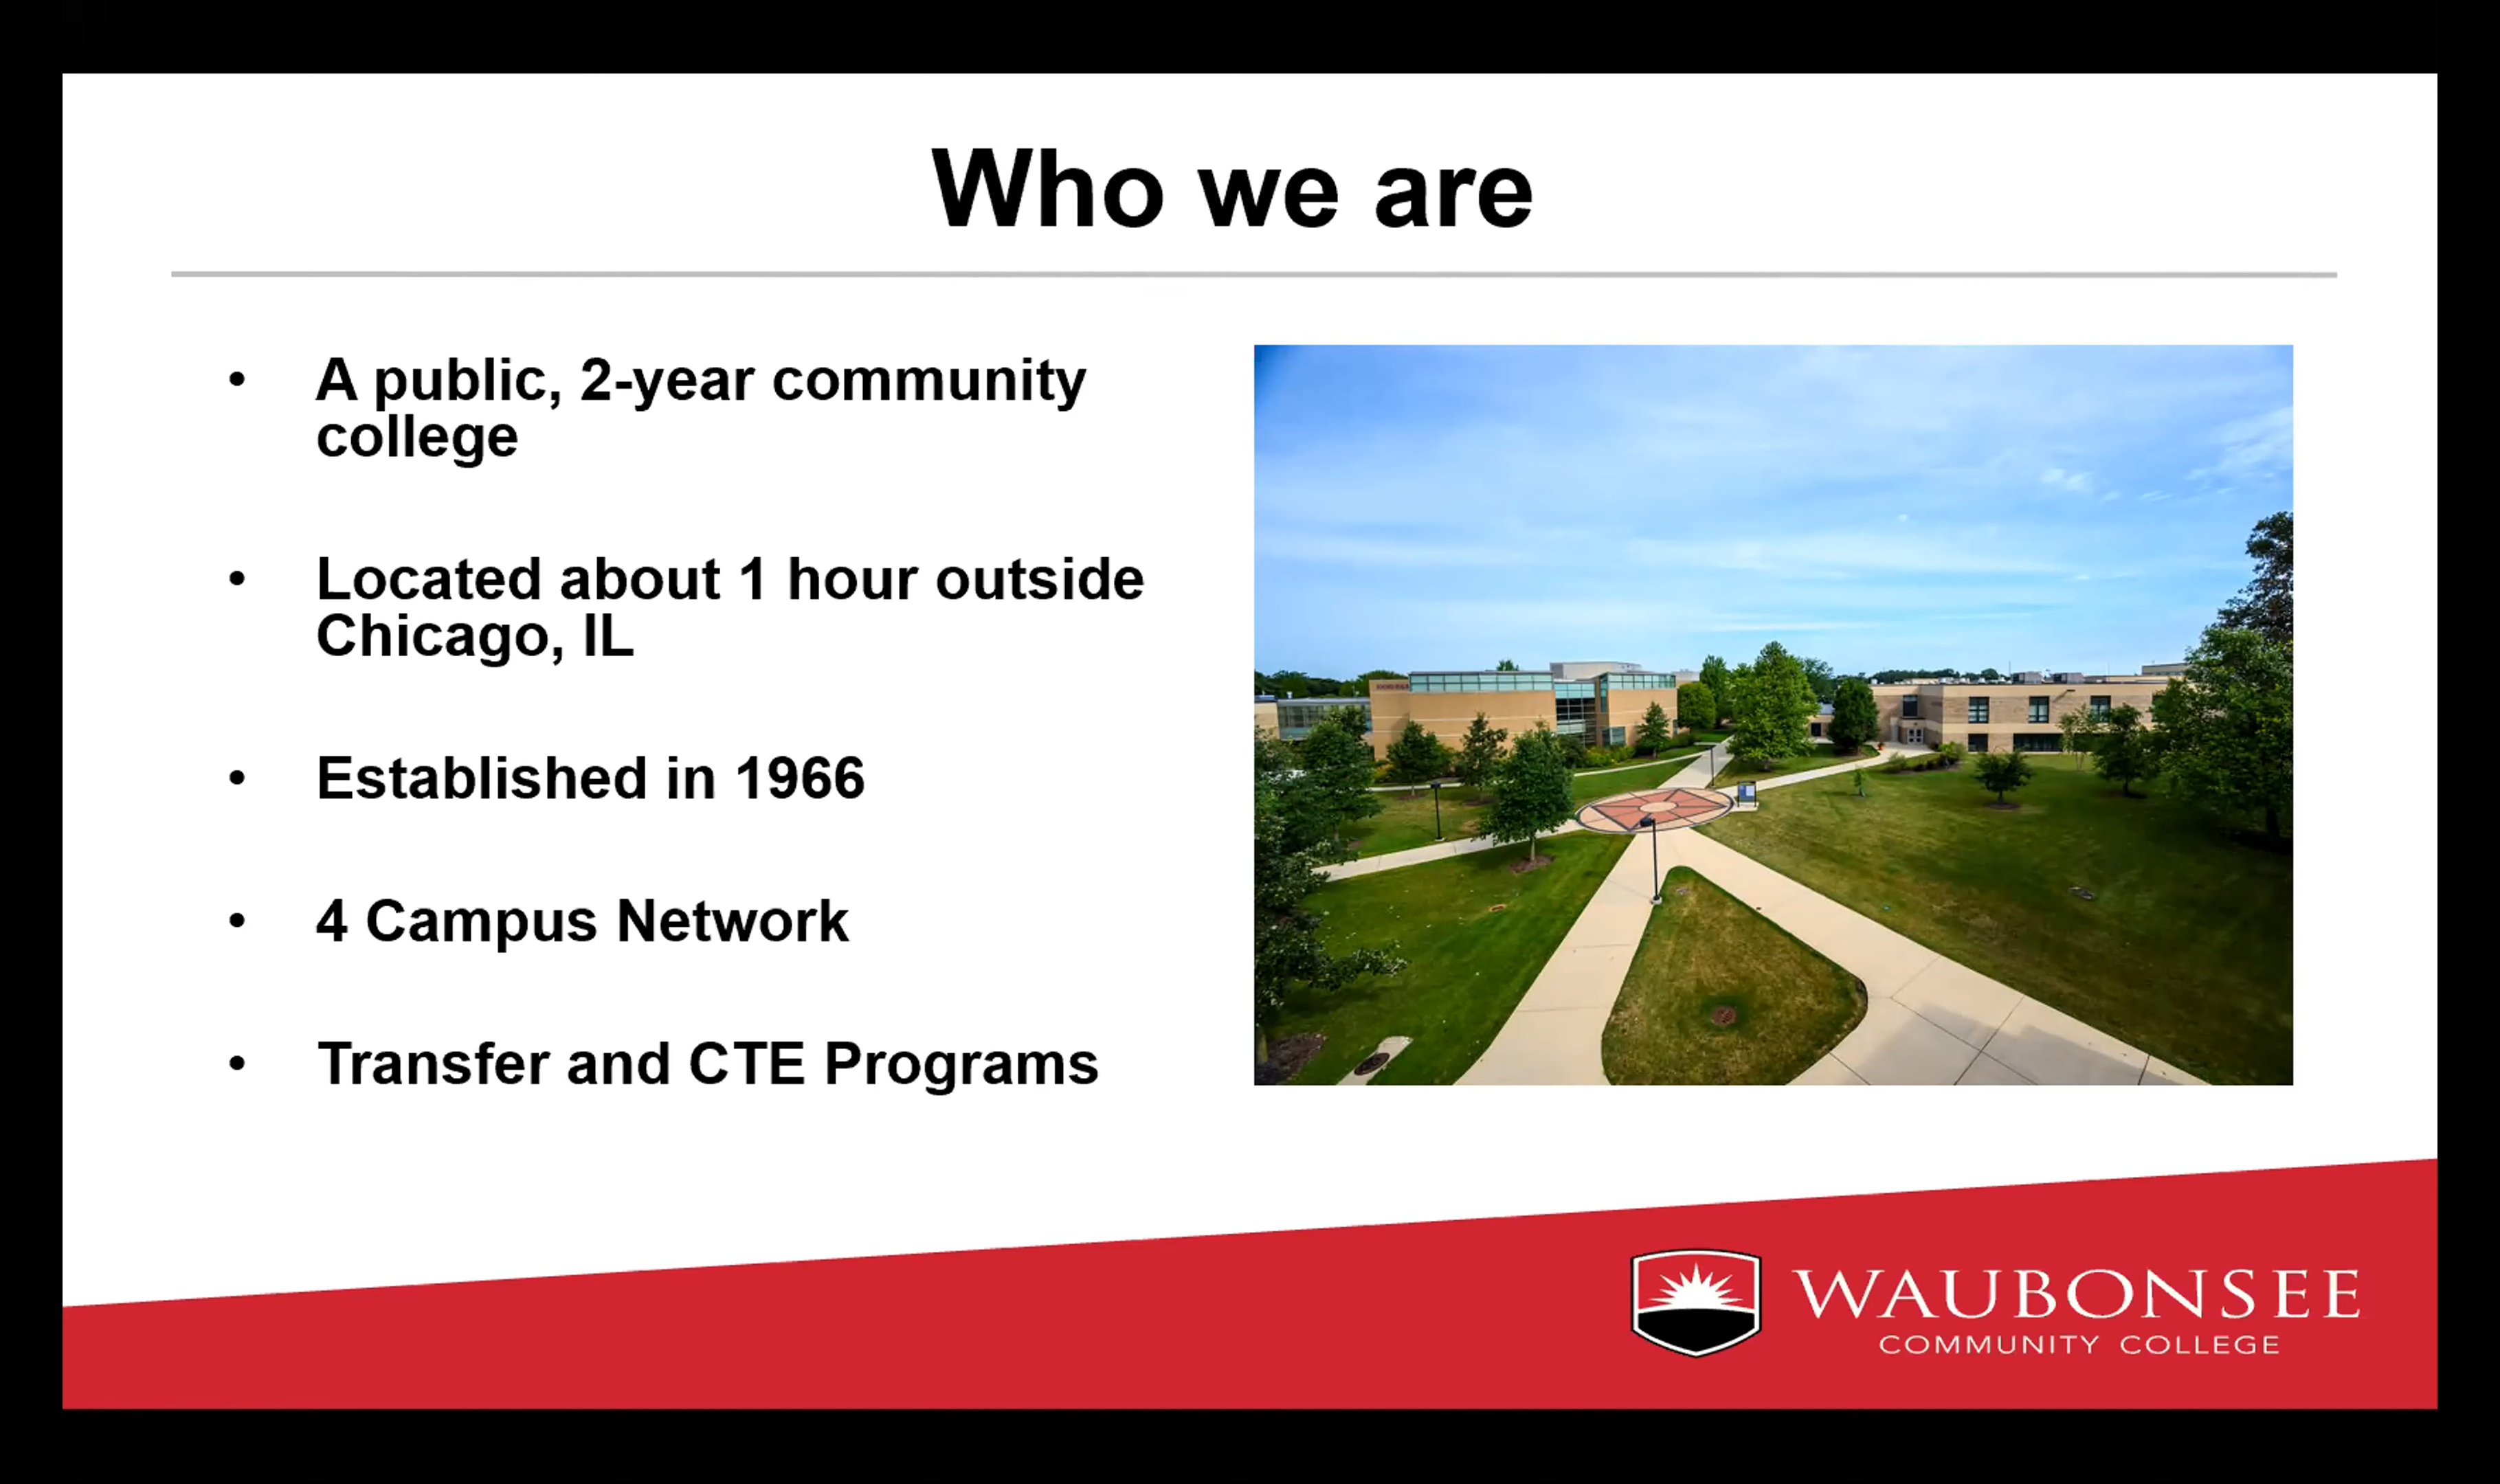 Who we are
• A public, 2-year community
college
• Located about 1 hour outside
Chicago, IL
• Established in 1966
• 4 Campus Network
• Transfer and CTE Programs
WAUBONSEE
COMMUNITY COLLEGE